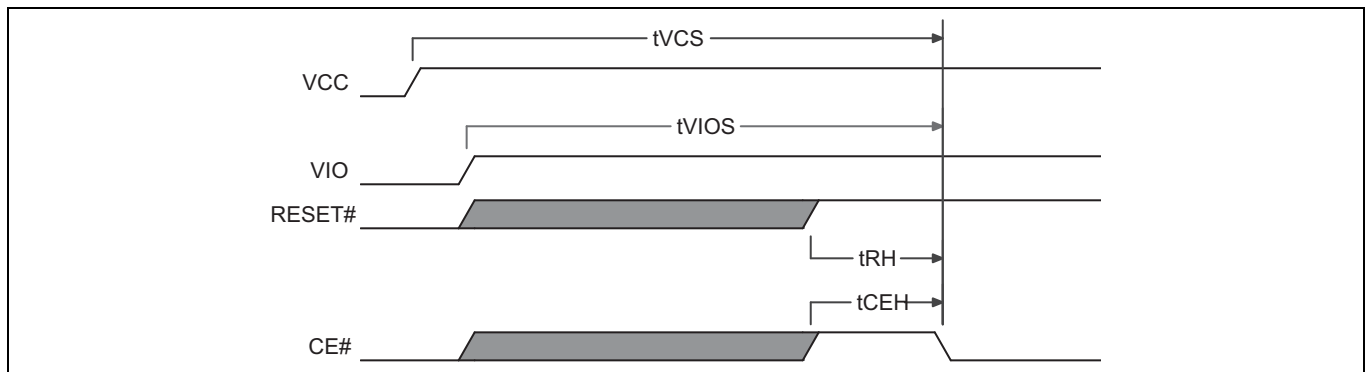 tVCS
VCC
tVIOS
VIO
RESET#
tRH
tCEH
CE#